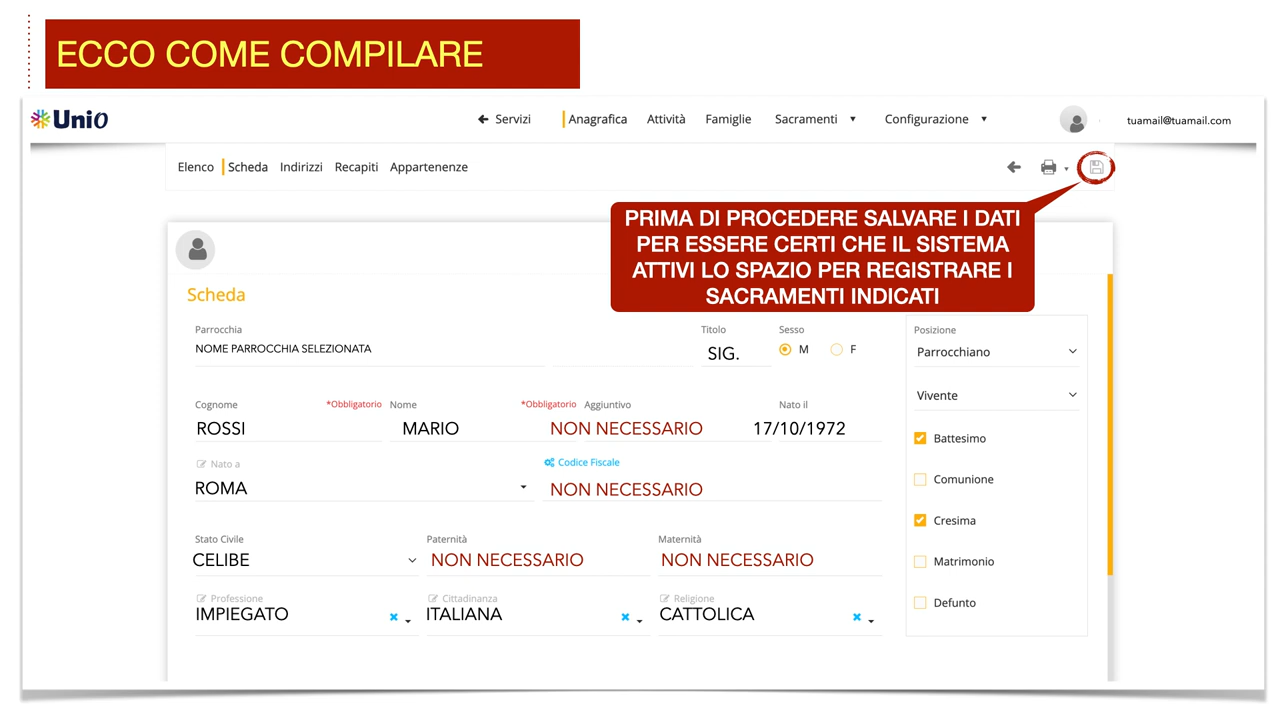 ECCO COME COMPILARE
UniO
Servizi Anagrafica Attività Famiglie Sacramenti Configurazione tuamail@tuamail.com
Elenco Scheda Indirizzi Recapiti Appartenenze
PRIMA DI PROCEDERE SALVARE I DATI
PER ESSERE CERTI CHE IL SISTEMA
ATTIVI LO SPAZIO PER REGISTRARE I
SACRAMENTI INDICATI
Scheda
Parrocchia Titolo Sesso
NOME PARROCCHIA SELEZIONATA SIG. M F
Cognome *Obbligatorio Nome *Obbligatorio Aggiuntivo Nato il
ROSSI MARIO NON NECESSARIO 17/10/1972
Nato a Codice Fiscale
ROMA NON NECESSARIO
Stato Civile Paternità Maternità
CELIBE NON NECESSARIO NON NECESSARIO
Professione Cittadinanza Religione
IMPIEGATO ITALIANA CATTOLICA
Posizione
Parrocchiano
Vivente
Battesimo
Comunione
Cresima
Matrimonio
Defunto